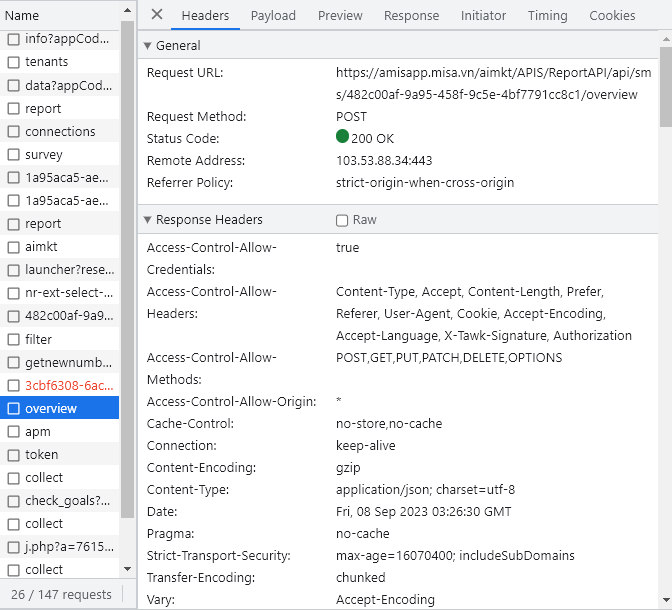 Name
info?appCod...
tenants
data?appCod...
report
connections
survey
1a95aca5-ae...
1a95aca5-ae...
report
aimkt
launcher?rese...
nr-ext-select-...
482c00af-9a9...
filter
getnewnumb...
3cbf6308-6ac...
overview
apm
token
collect
check_goals?...
collect
j.php?a=7615...
collect
26 / 147 requests
Headers Payload Preview Response Initiator Timing Cookies
General
Request URL: https://amisapp.misa.vn/aimkt/APIS/ReportAPI/api/sm
s/482c00af-9a95-458f-9c5e-4bf7791cc8c1/overview
Request Method: POST
Status Code: 200 OK
Remote Address: 103.53.88.34:443
Referrer Policy: strict-origin-when-cross-origin
Response Headers Raw
Access-Control-Allow- true
Credentials:
Access-Control-Allow- Content-Type, Accept, Content-Length, Prefer,
Headers: Referer, User-Agent, Cookie, Accept-Encoding,
Accept-Language, X-Tawk-Signature, Authorization
Access-Control-Allow- POST,GET,PUT,PATCH,DELETE,OPTIONS
Methods:
Access-Control-Allow-Origin: *
Cache-Control: no-store,no-cache
Connection: keep-alive
Content-Encoding: gzip
Content-Type: application/json; charset=utf-8
Date: Fri, 08 Sep 2023 03:26:30 GMT
Pragma: no-cache
Strict-Transport-Security: max-age=16070400; includeSubDomains
Transfer-Encoding: chunked
Vary: Accept-Encoding